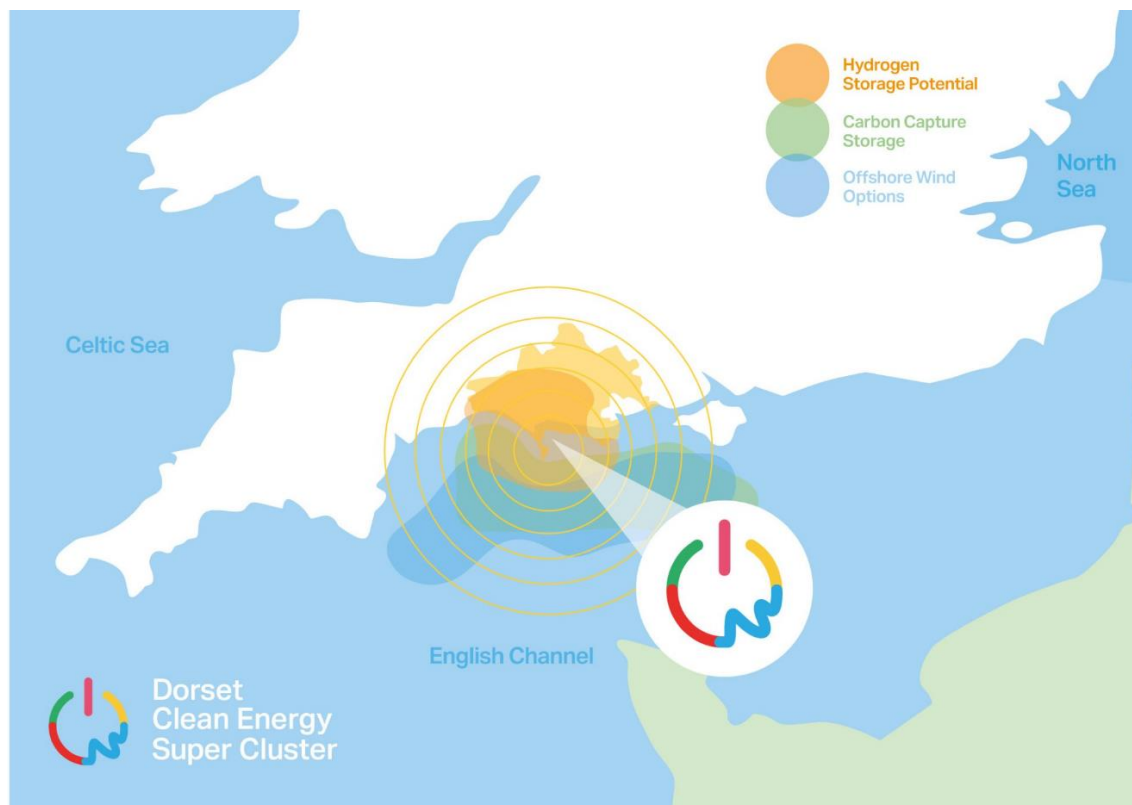 Hydrogen
Storage Potential
Carbon Capture
Storage
Offshore Wind
Options
North
Sea
Celtic Sea
English Channel
Dorset
Clean Energy
Super Cluster